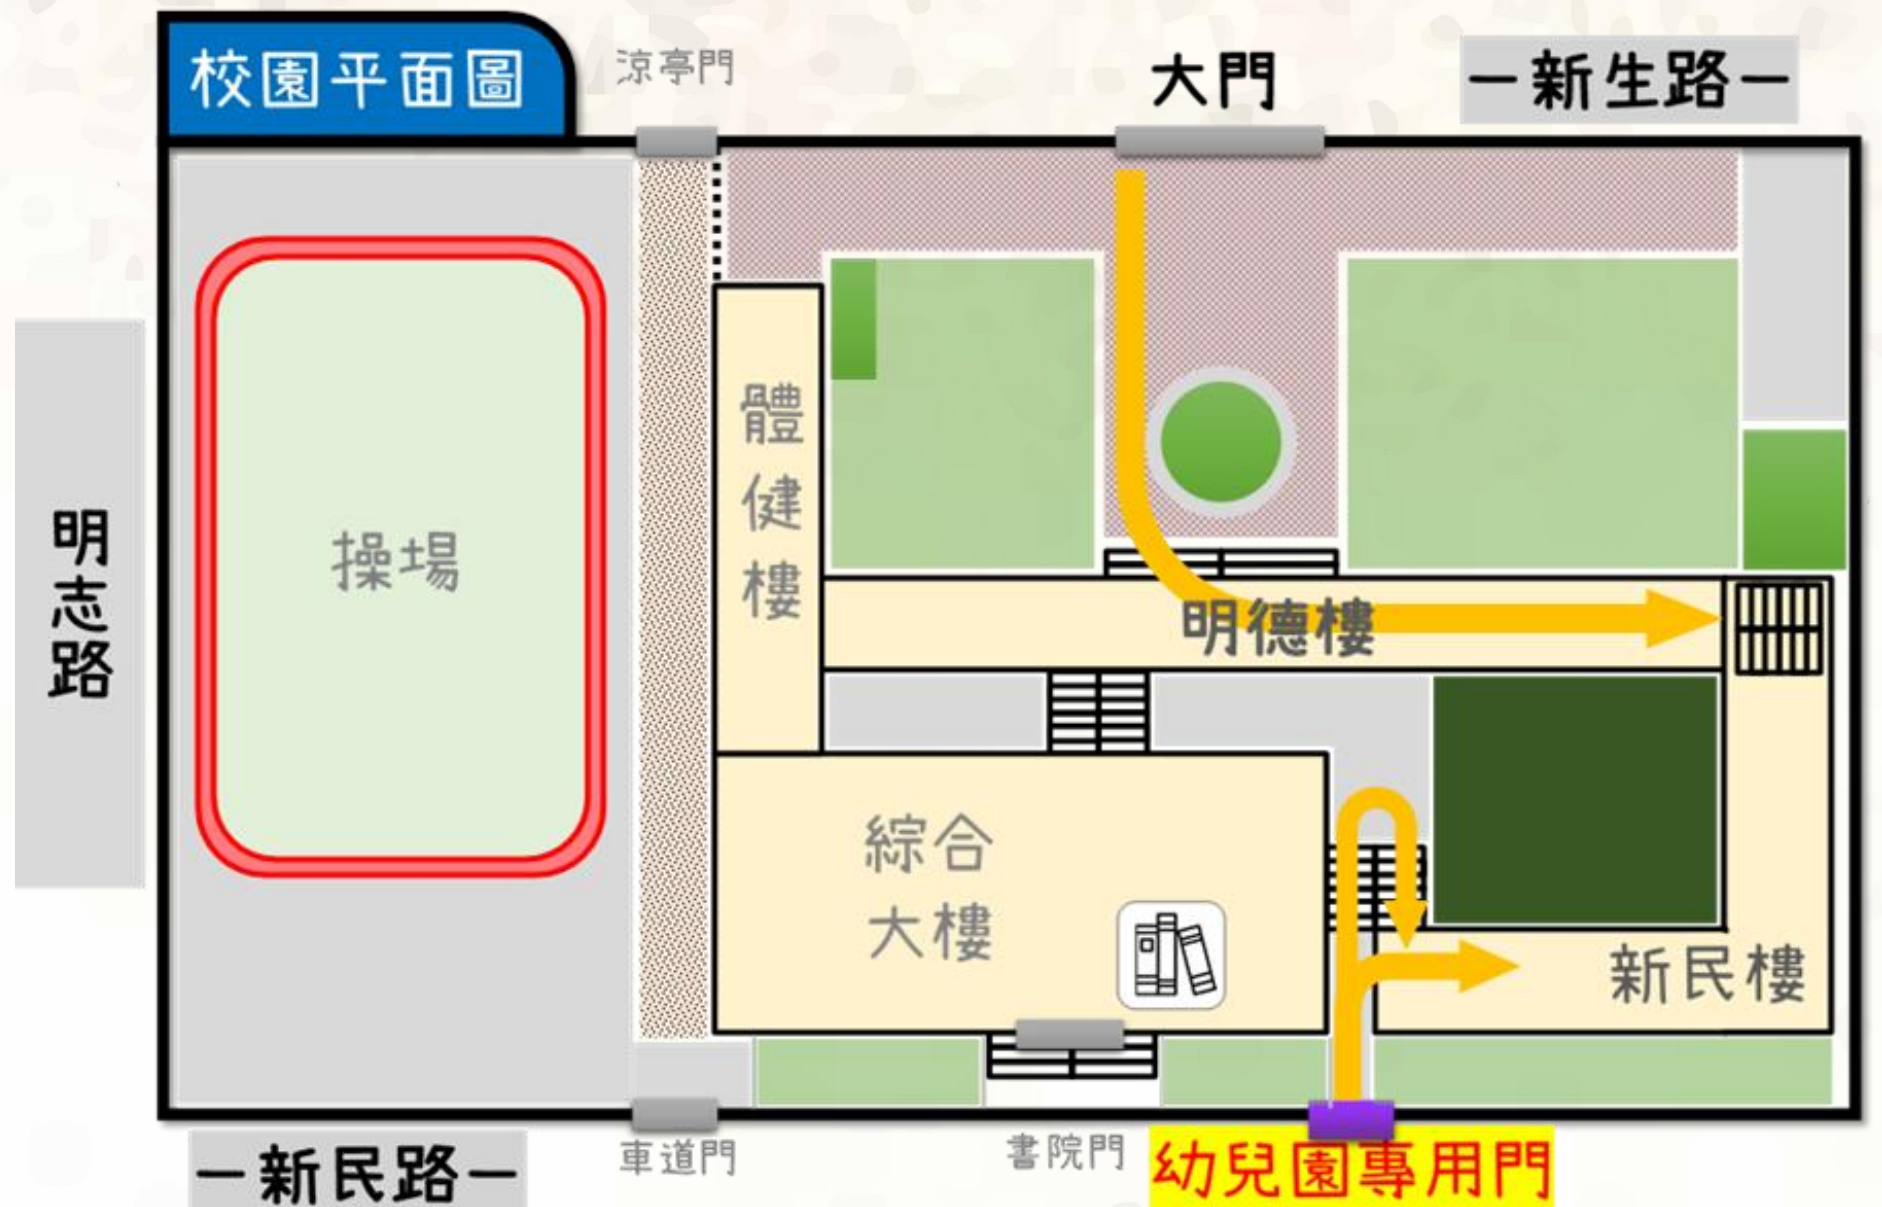 校園平面圖
涼亭門
大門
一新生路一
明志路
操場
體健樓
明德樓
綜合
大樓
新民樓
一新民路一
車道門
書院門
幼兒園專用門